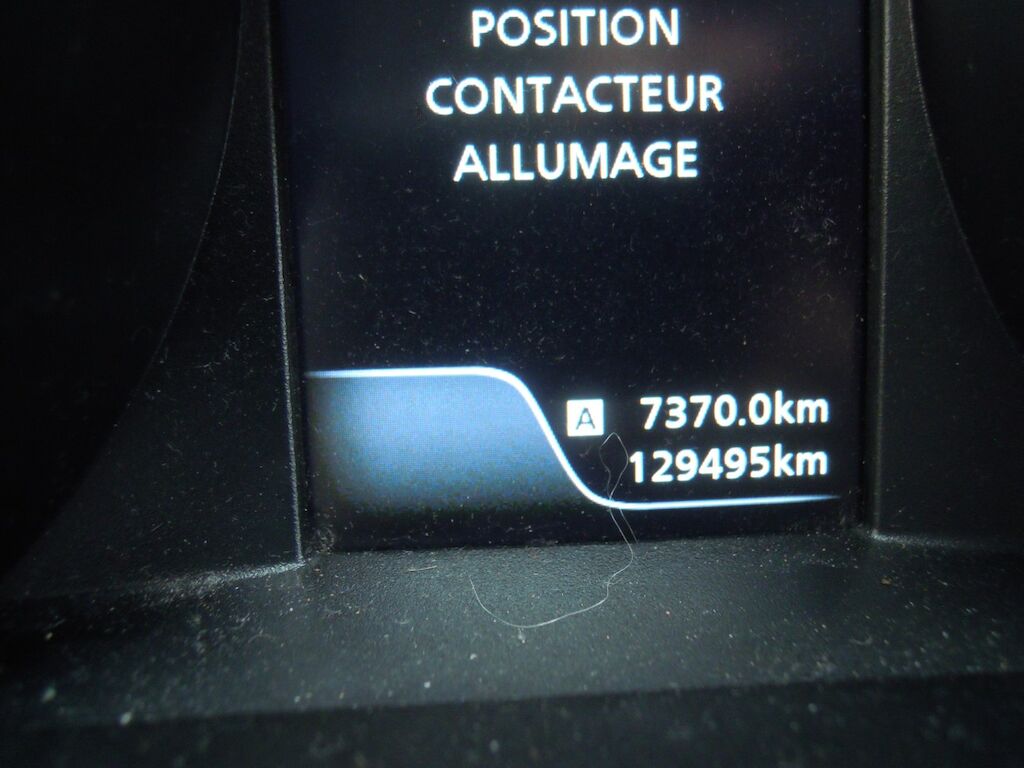 POSITION
CONTACTEUR
ALLUMAGE
A 7370.0km
129495km